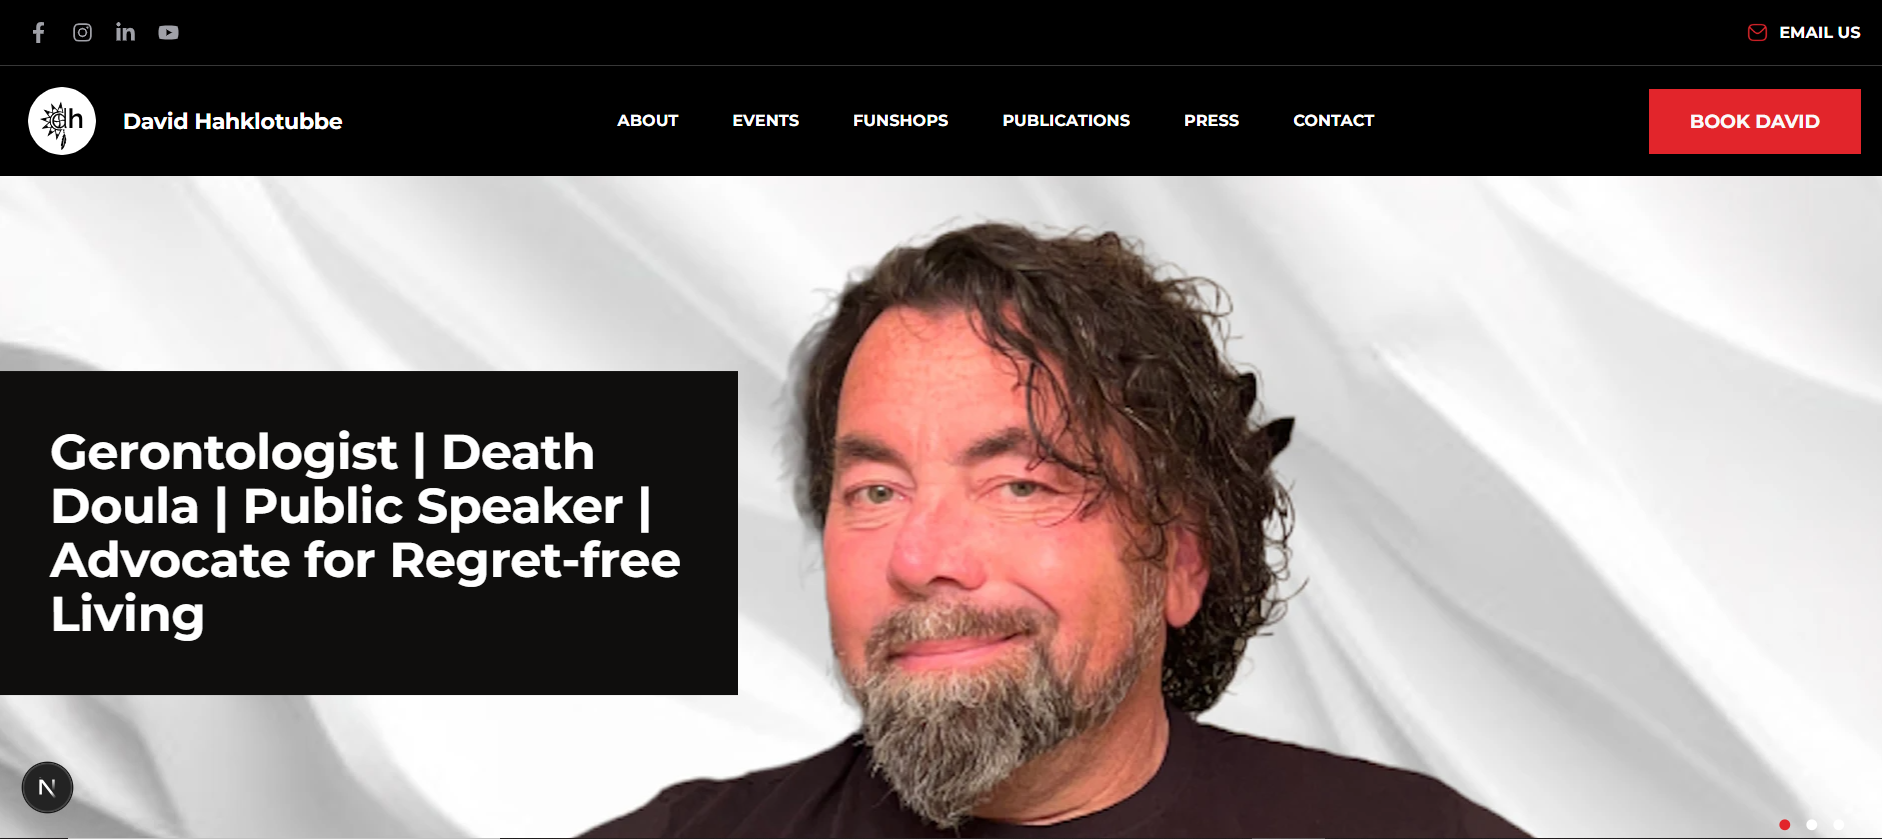 EMAIL US
dh
David Hahklotubbe
ABOUT
EVENTS
FUNSHOPS
PUBLICATIONS
PRESS
CONTACT
BOOK DAVID
Gerontologist | Death
Doula | Public Speaker |
Advocate for Regret-free
Living
N